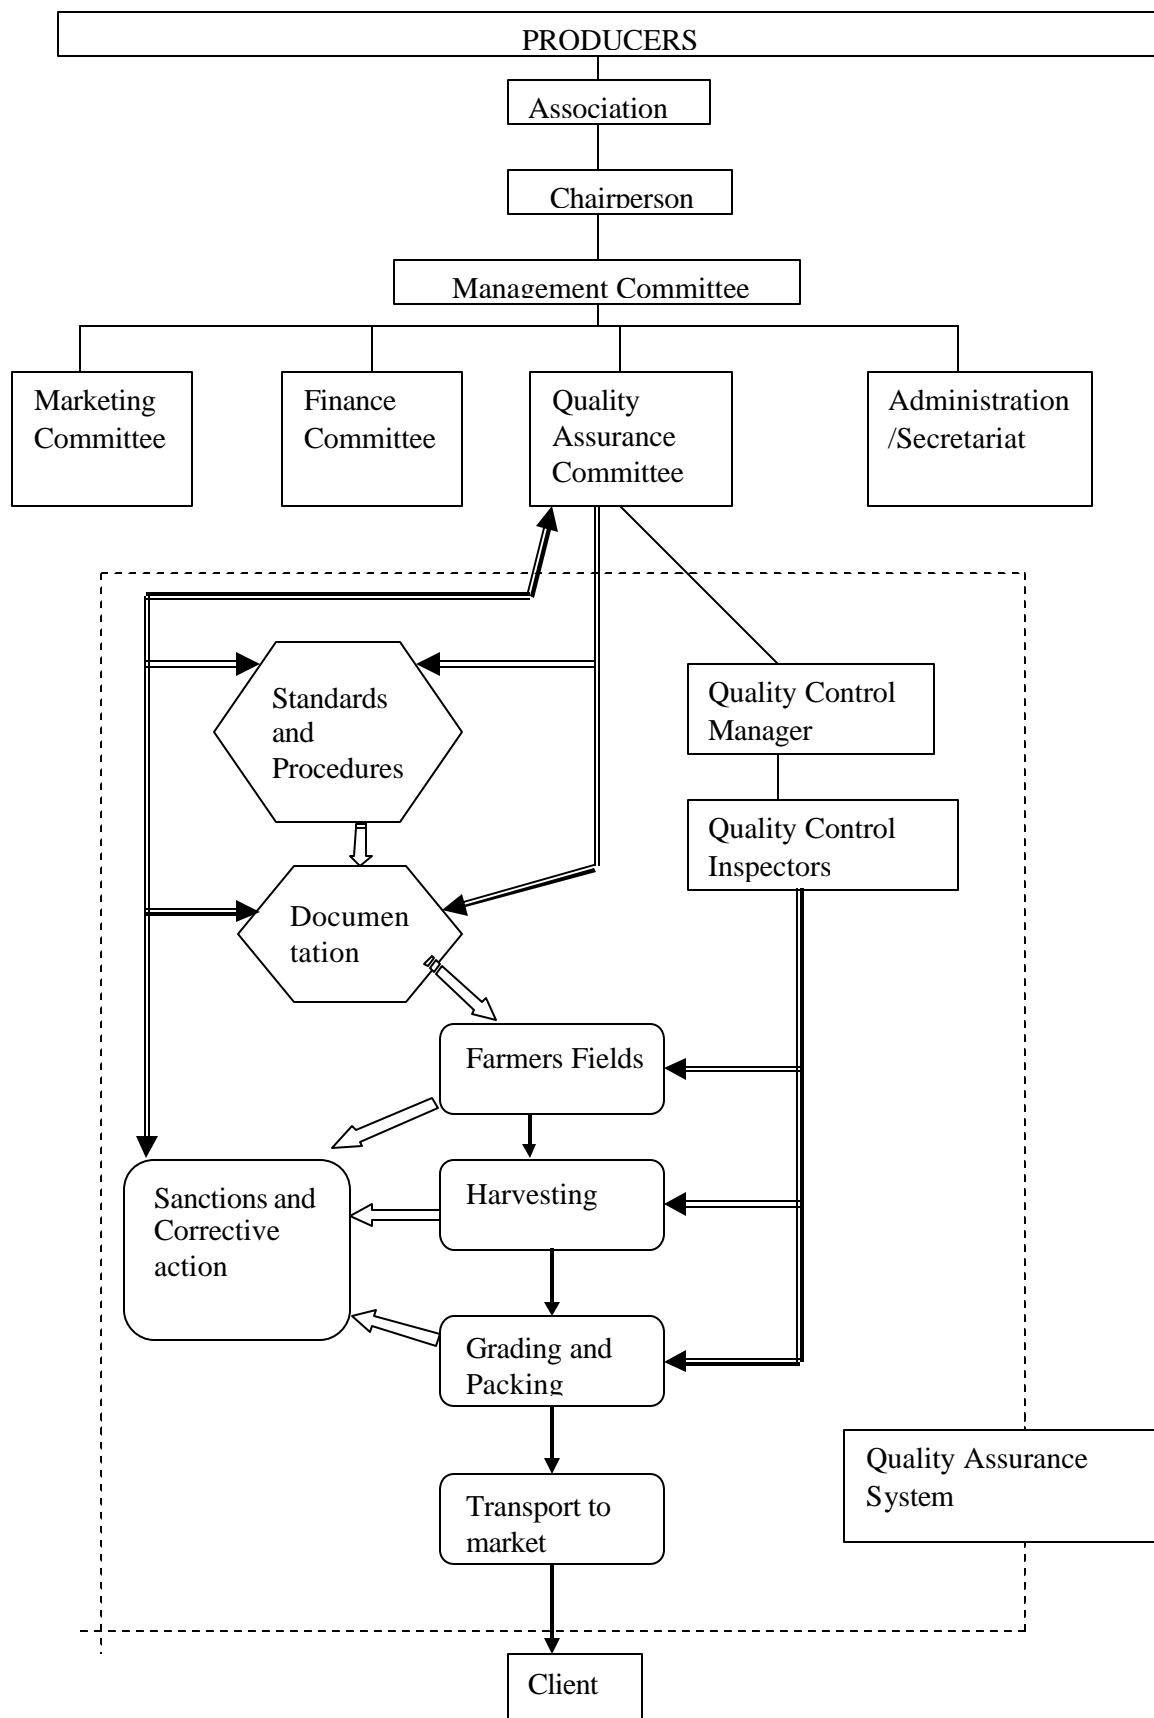 PRODUCERS
Association
Chairperson
Management Committee
Marketing
Committee
Finance
Committee
Quality
Assurance
Committee
Administration
/Secretariat
Standards
and
Procedures
Quality Control
Manager
Quality Control
Inspectors
Documen
tation
Farmers Fields
Sanctions and
Corrective
action
Harvesting
Grading and
Packing
Quality Assurance
System
Transport to
market
Client